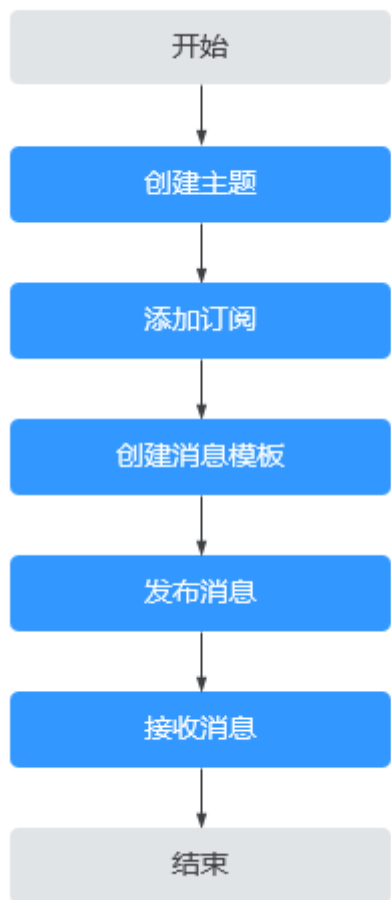 开始
创建主题
添加订阅
创建消息模板
发布消息
接收消息
结束